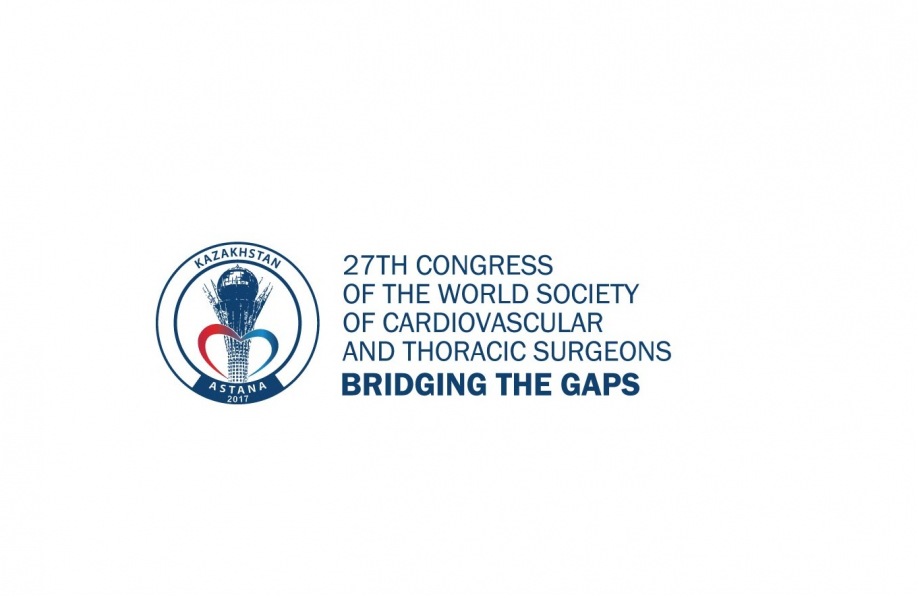 KAZAKHSTAN
ASTANA
2017
27TH CONGRESS
OF THE WORLD SOCIETY
OF CARDIOVASCULAR
AND THORACIC SURGEONS
BRIDGING THE GAPS